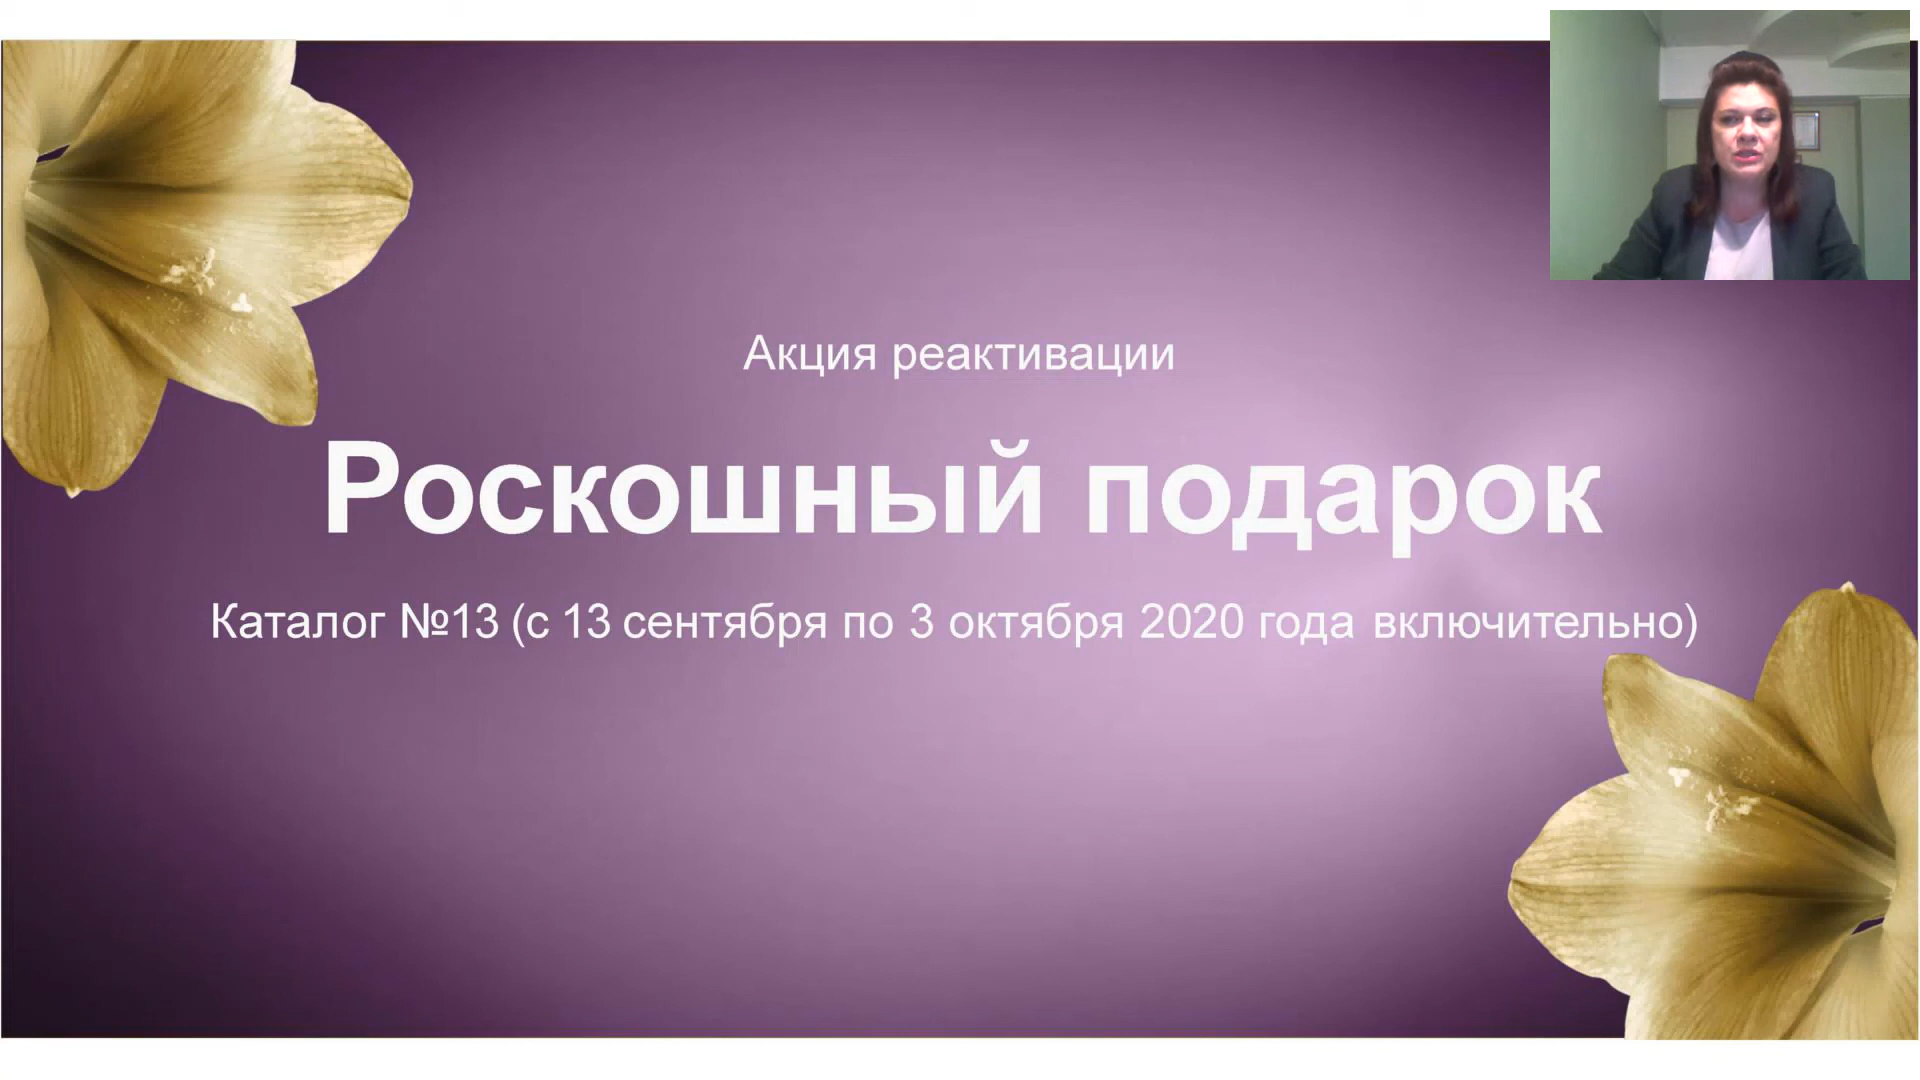 Акция реактивации
Роскошный подарок
Каталог №13 (с 13 сентября по 3 октября 2020 года включительно)